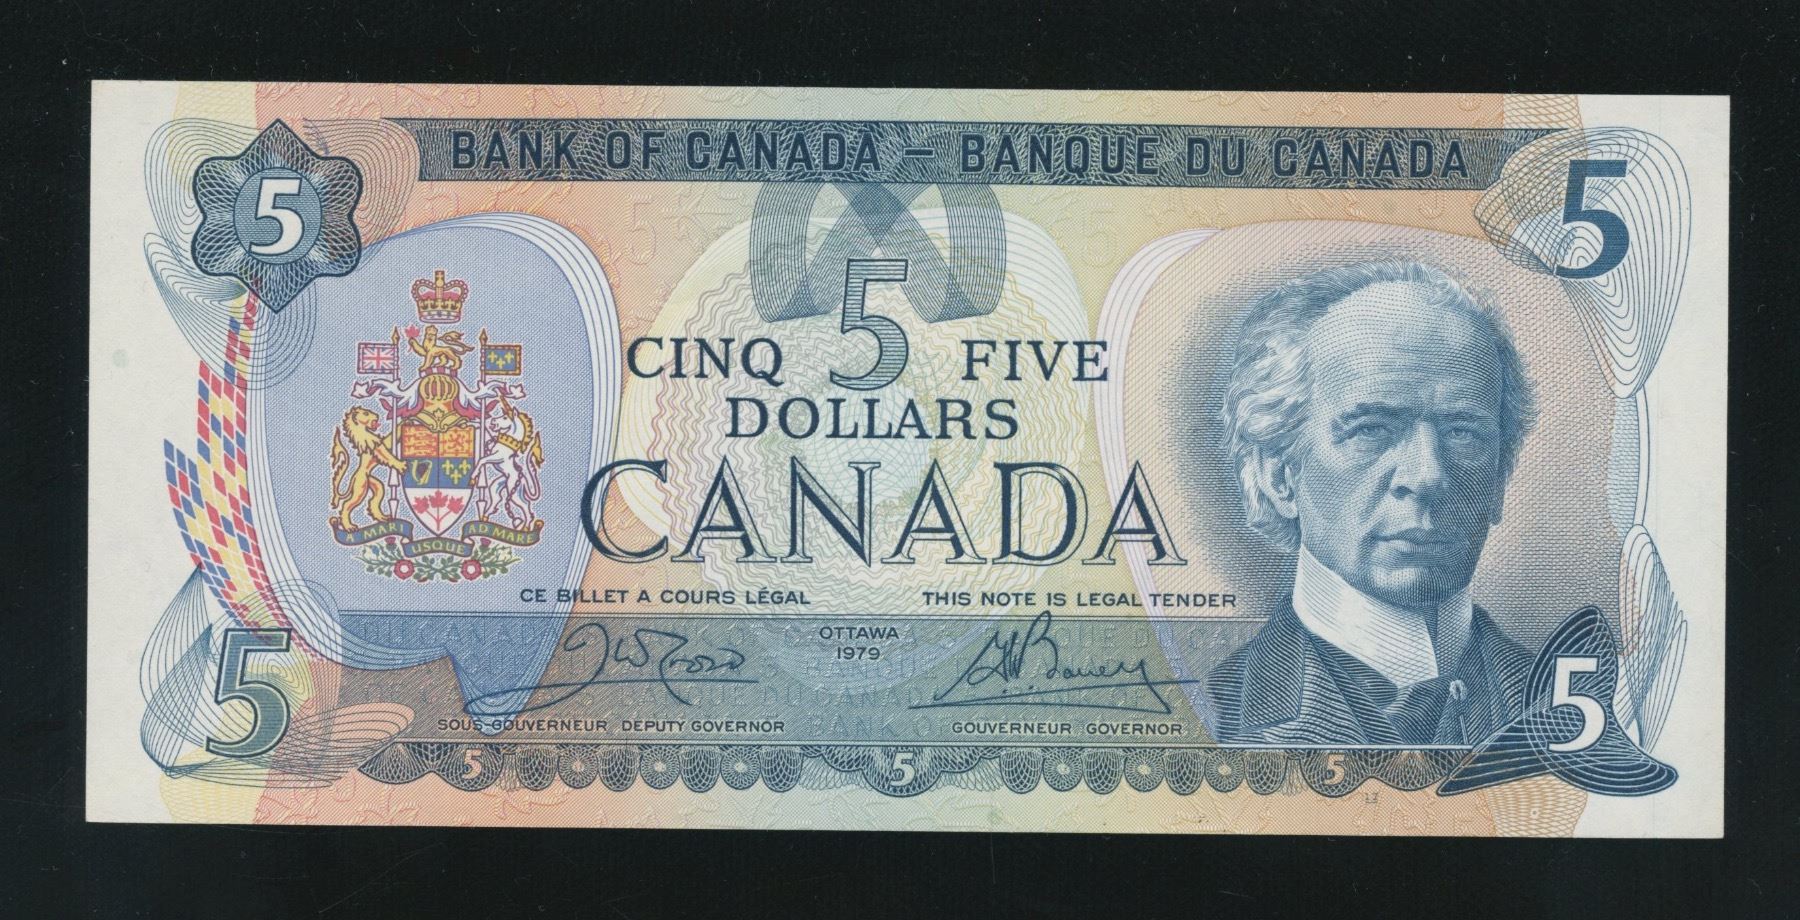 BANK OF CANADA – BANQUE DU CANADA
5
5
5
CINQ FIVE
DOLLARS
CANADA
A MARI USQUE AD MARE
CE BILLET A COURS LÉGAL
THIS NOTE IS LEGAL TENDER
OTTAWA
1979
SOUS-GOUVERNEUR DEPUTY GOVERNOR
GOUVERNEUR GOVERNOR
5
5
5
5
5